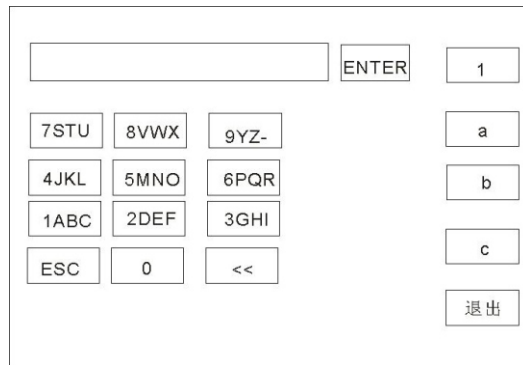 ENTER 1
7STU 8VWX 9YZ- a
4JKL 5MNO 6PQR b
1ABC 2DEF 3GHI
ESC 0 << c
退出